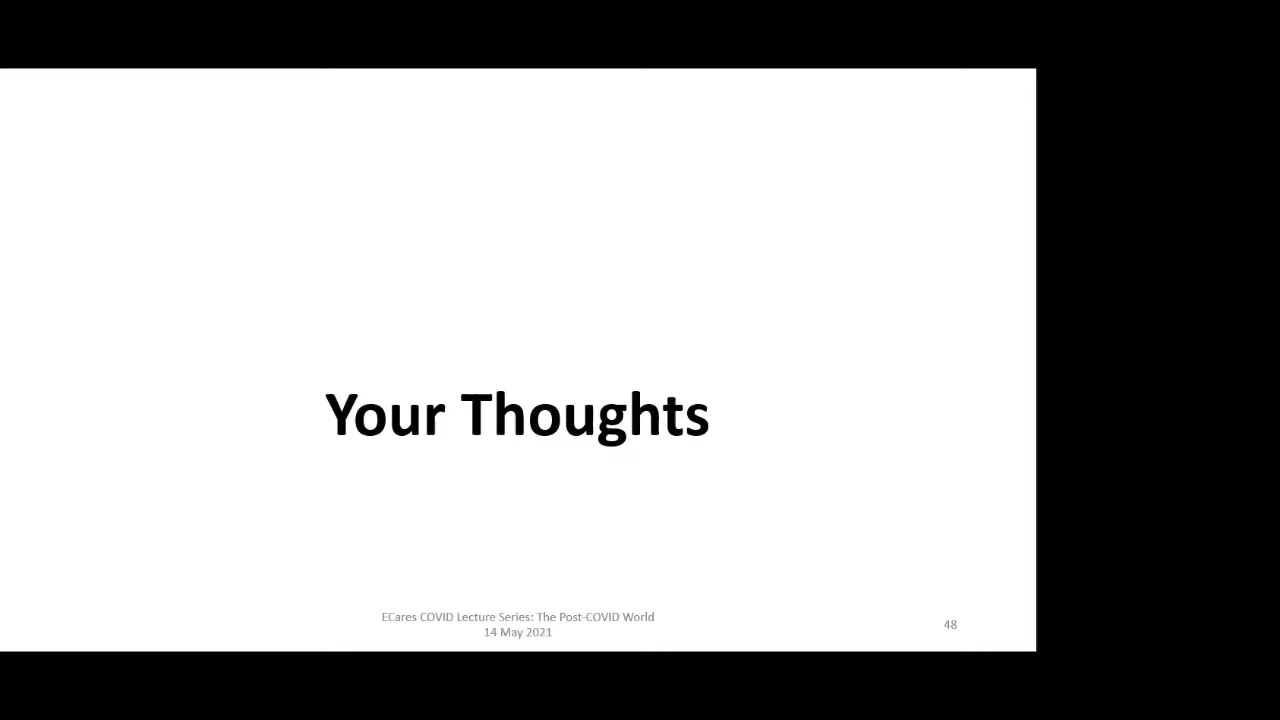 Your Thoughts
ECares COVID Lecture Series: The Post-COVID World
14 May 2021
48